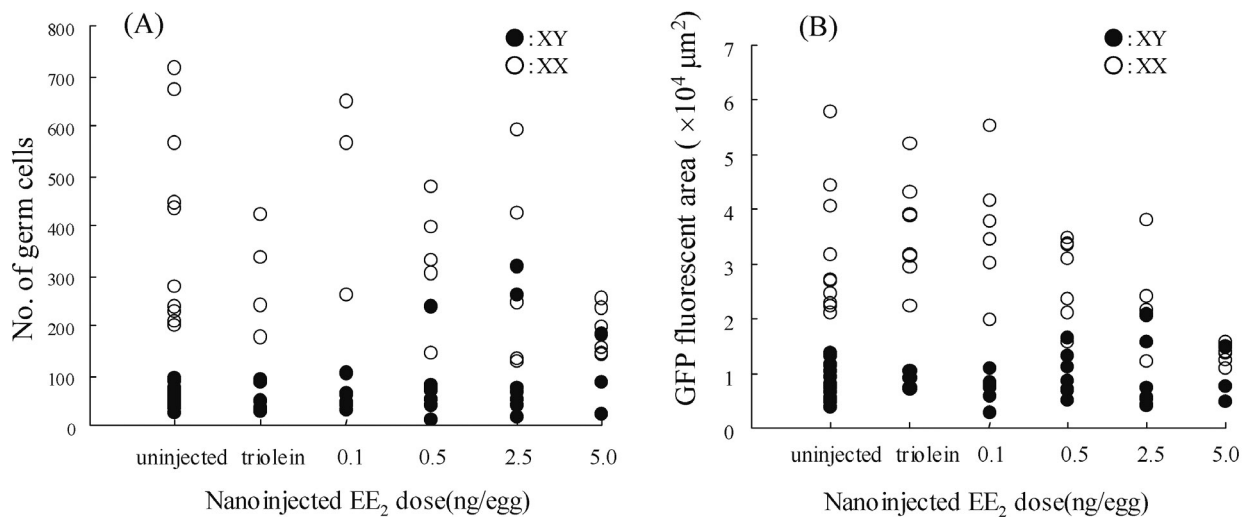 (A)
●:XY
○:XX
No. of germ cells
800
700
600
500
400
300
200
100
0
uninjected triolein 0.1 0.5 2.5 5.0
Nanoinjected EE₂ dose(ng/egg)
(B)
●:XY
○:XX
GFP fluorescent area ( ×10⁴ μm²)
7
6
5
4
3
2
1
0
uninjected triolein 0.1 0.5 2.5 5.0
Nanoinjected EE₂ dose(ng/egg)